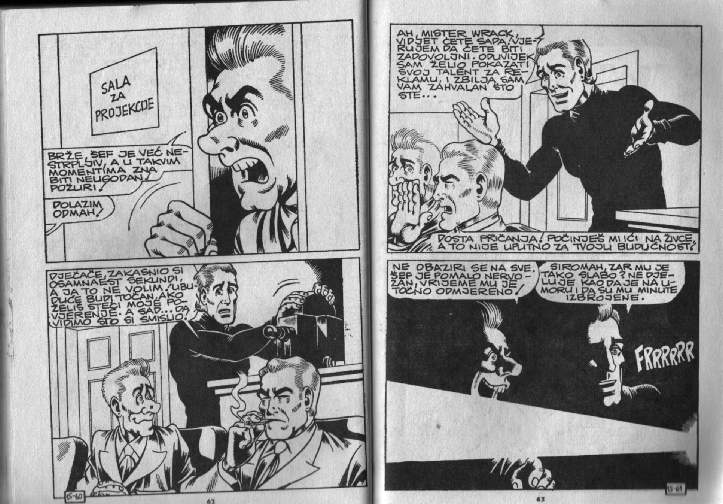 SALA
ZA
PROJEKCIJE
BRŽE. ŠEF JE VEĆ NE-
STRPLJIV, A U TAKVIM
MOMENTIMA ZNA
BITI NEUGODAN.
POŽURI!
DOLAZIM
ODMAH!
DJEČAČE, ZAKASNIO SI
OSAMNAEST SEKUNDI,
A JA TO NE VOLIM. UBU-
DUĆE BUDI TOČAN, AKO
ŽELIŠ STEĆI MOJE PO-
VJERENJE. A SAD... DA
VIDIMO ŠTO SI SMISLIO!
15-60
62
AH, MISTER WRACK,
VIDJET ĆETE SADA, VJE-
RUJEM DA ĆETE BITI
ZADOVOLJNI. ODUVIJEK
SAM ŽELIO POKAZATI
SVOJ TALENT ZA RE-
KLAMU, I ZBILJA SAM
VAM ZAHVALAN ŠTO
STE...
DOSTA PRIČANJA. POČINJEŠ MI IĆI NA ŽIVCE,
A TO NIJE UPUTNO ZA TVOJU BUDUĆNOST!
NE OBAZIRI SE NA SVE.
ŠEF JE POMALO NERVO-
ZAN, VRIJEME MU JE
TOČNO ODMJERENO!
SIROMAH, ZAR MU JE
TAKO SLABO? NE DJE-
LUJE KAO DA JE NA U-
MORU I DA SU MU MINUTE
IZBROJENE.
FRRRRRR
15-61
63